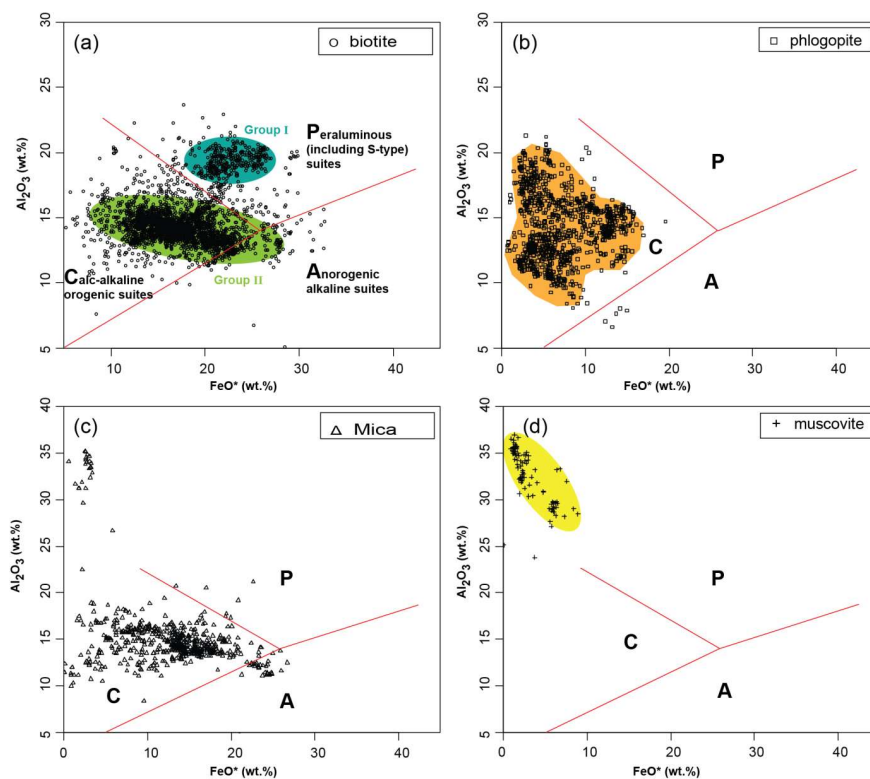 (a)
○ biotite
Group I
Peraluminous
(including S-type)
suites
Calc-alkaline
orogenic suites
Group II
Anorogenic
alkaline suites
Al2O3 (wt.%)
30
25
20
15
10
5
10 20 30 40
FeO* (wt.%)
(b)
□ phlogopite
P
C
A
Al2O3 (wt.%)
30
25
20
15
10
5
0 10 20 30 40
FeO* (wt.%)
(c)
△ Mica
P
C
A
Al2O3 (wt.%)
40
35
30
25
20
15
10
5
0 10 20 30 40
FeO* (wt.%)
(d)
+ muscovite
P
C
A
Al2O3 (wt.%)
40
35
30
25
20
15
10
5
0 10 20 30 40
FeO* (wt.%)